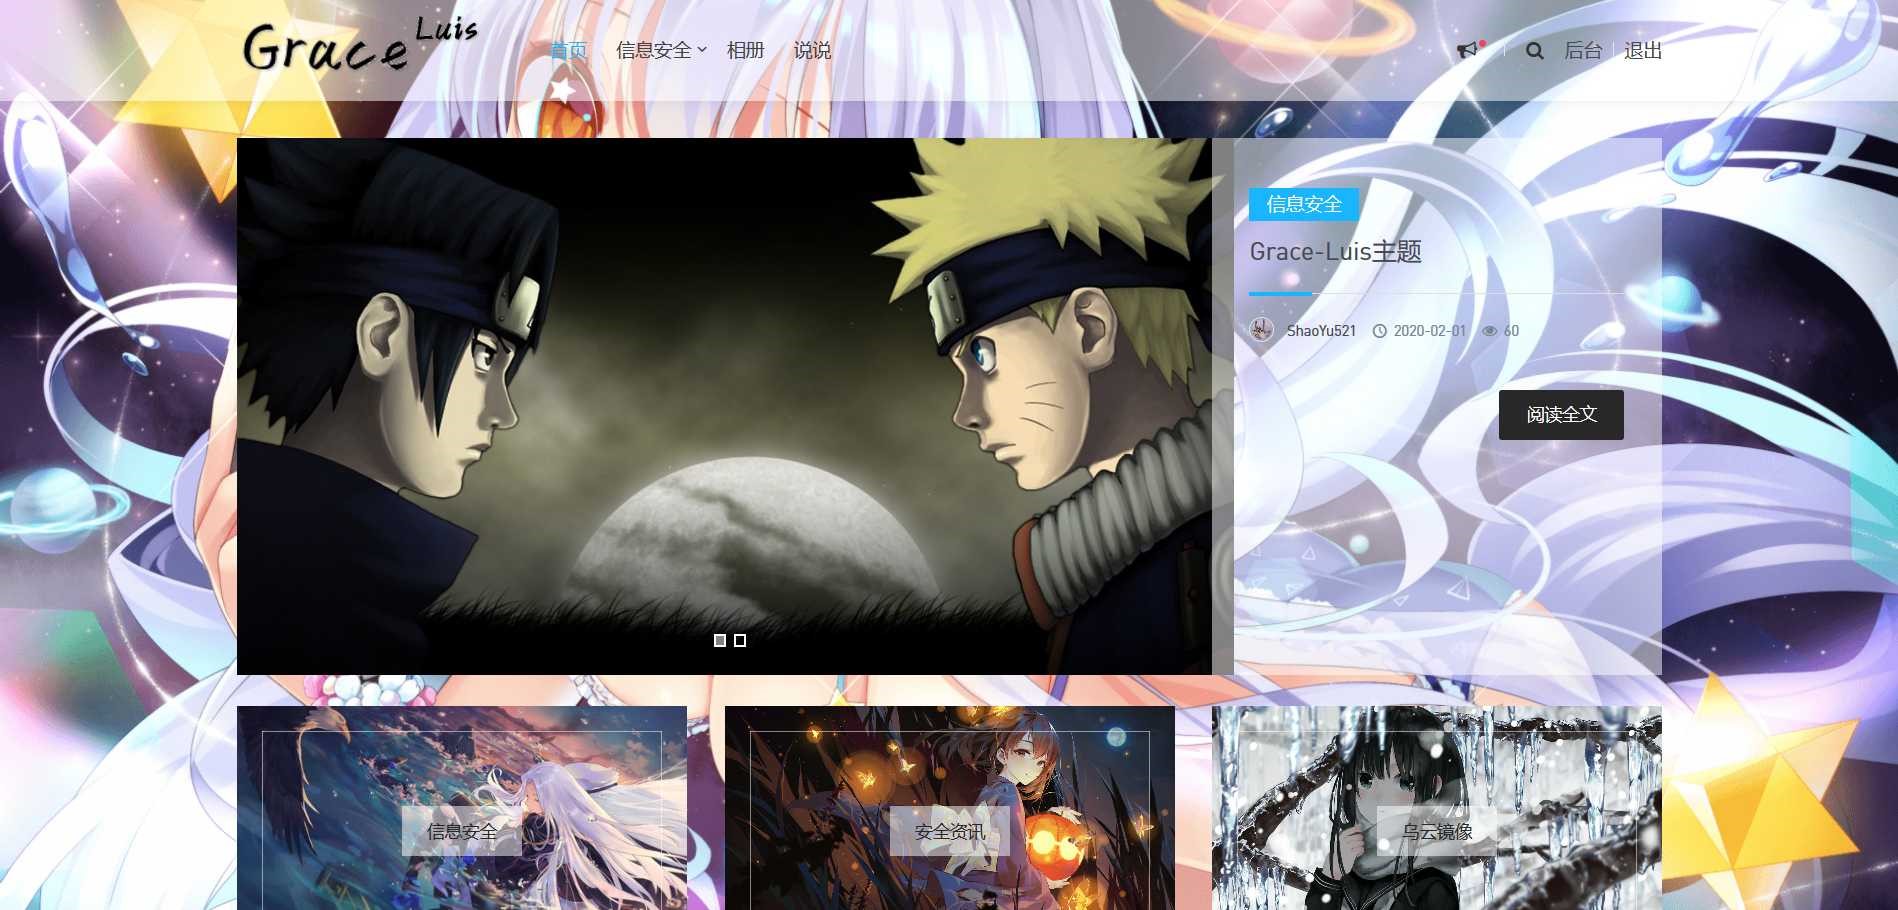 Grace Luis
首页 信息安全 相册 说说 后台 退出
信息安全
Grace-Luis主题
ShaoYu521 2020-02-01 60
阅读全文
信息安全 安全资讯 乌云镜像